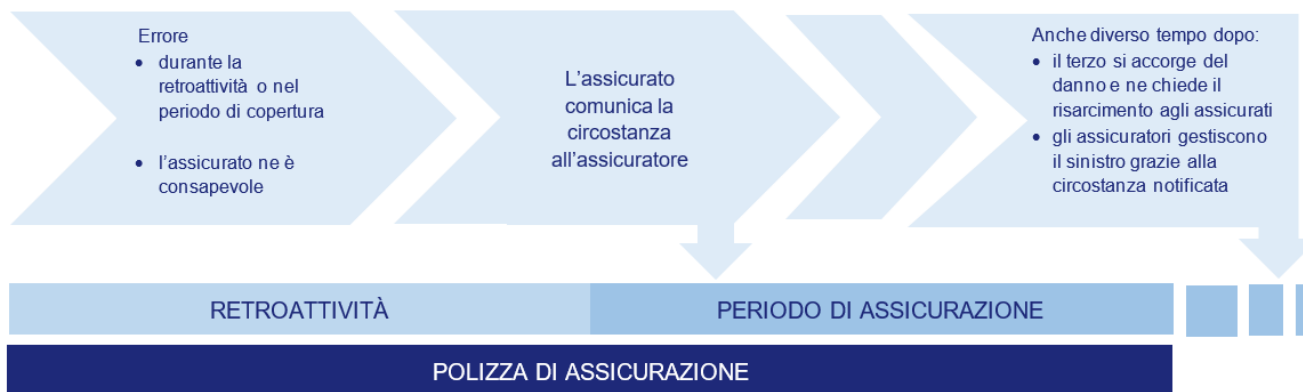 Errore
• durante la
retroattività o nel
periodo di copertura
• l'assicurato ne è
consapevole
L'assicurato
comunica la
circostanza
all'assicuratore
Anche diverso tempo dopo:
• il terzo si accorge del
danno e ne chiede il
risarcimento agli assicurati
• gli assicuratori gestiscono
il sinistro grazie alla
circostanza notificata
RETROATTIVITÀ
PERIODO DI ASSICURAZIONE
POLIZZA DI ASSICURAZIONE